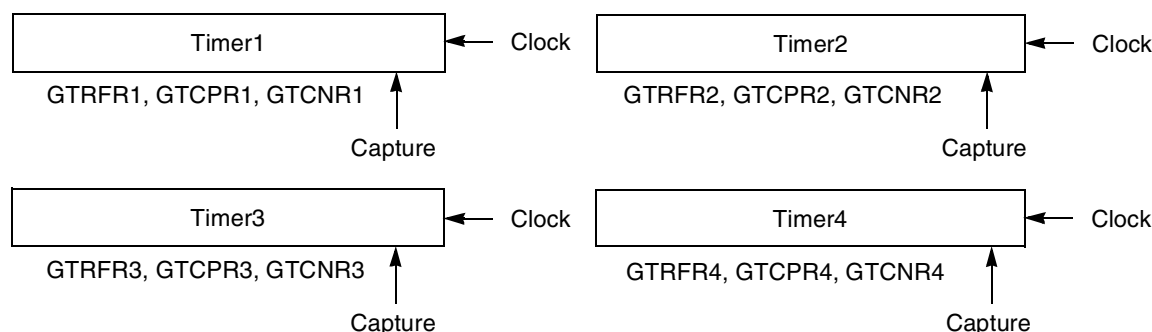 Timer1
Clock
GTRFR1, GTCPR1, GTCNR1
Capture
Timer2
Clock
GTRFR2, GTCPR2, GTCNR2
Capture
Timer3
Clock
GTRFR3, GTCPR3, GTCNR3
Capture
Timer4
Clock
GTRFR4, GTCPR4, GTCNR4
Capture